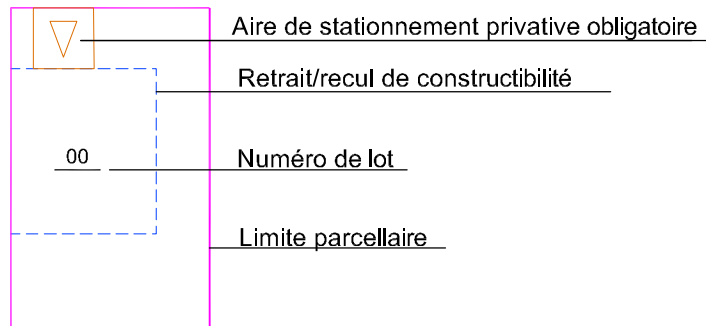 Aire de stationnement privative obligatoire
Retrait/recul de constructibilité
00
Numéro de lot
Limite parcellaire